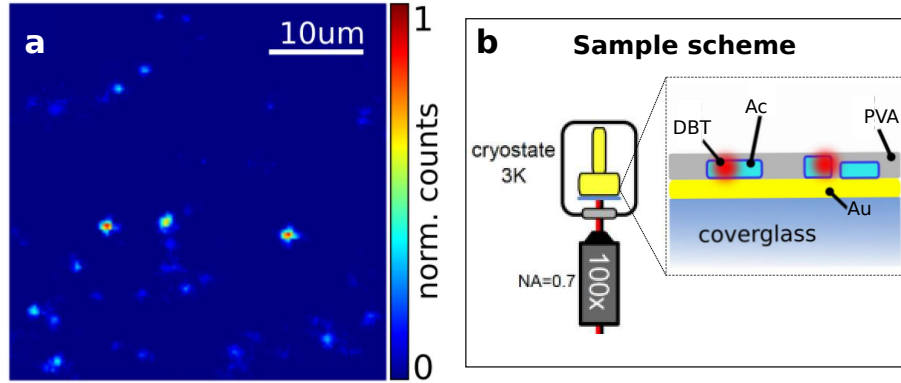 a
10um
1
norm. counts
0
b
Sample scheme
cryostate
3K
NA=0.7
100x
DBT
Ac
PVA
Au
coverglass